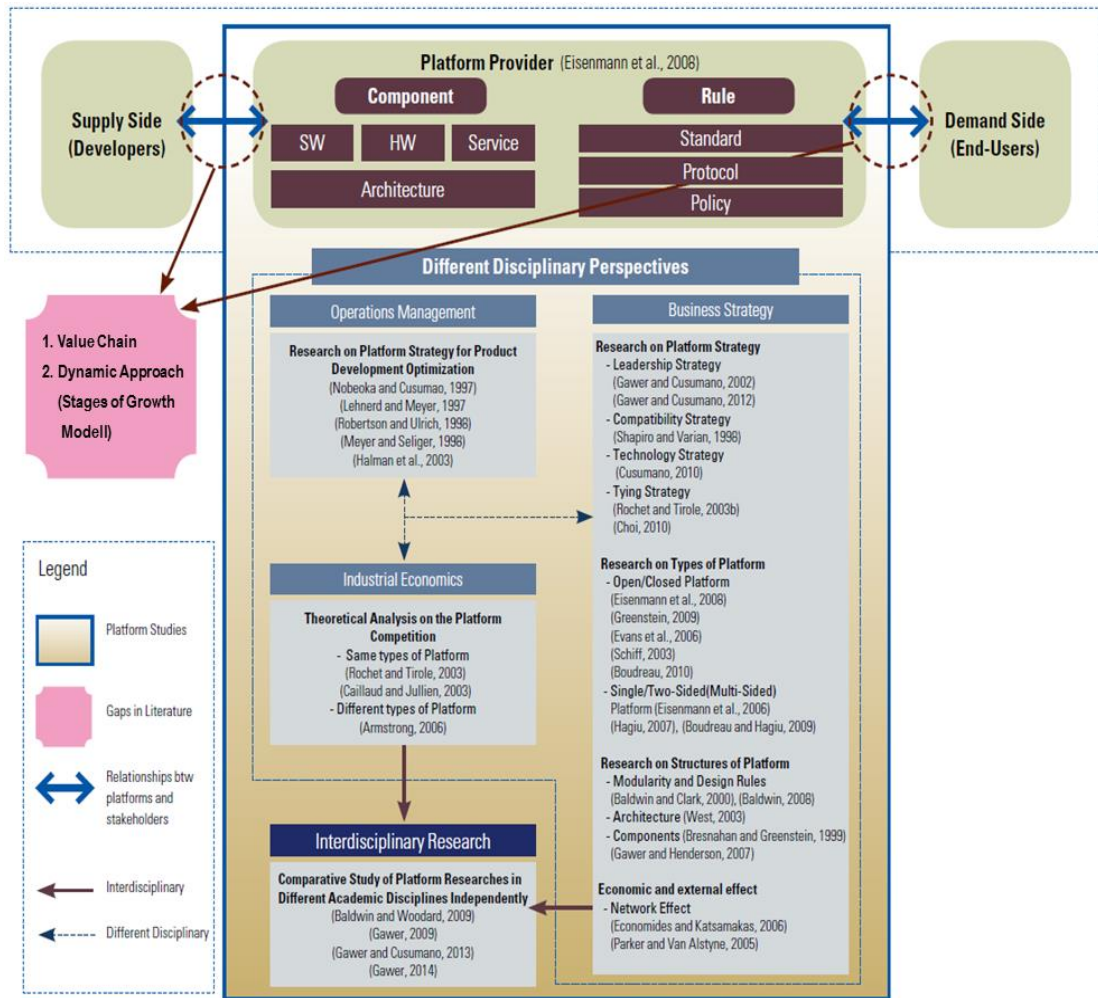 Platform Provider (Eisenmann et al., 2008)
Supply Side
(Developers)
Component
SW
HW
Service
Architecture
Rule
Standard
Protocol
Policy
Demand Side
(End-Users)
Different Disciplinary Perspectives
1. Value Chain
2. Dynamic Approach
(Stages of Growth
Modell)
Operations Management
Research on Platform Strategy for Product
Development Optimization
(Nobeoka and Cusumao, 1997)
(Lehnerd and Meyer, 1997
(Robertson and Ulrich, 1998)
(Meyer and Seliger, 1998)
(Halman et al., 2003)
Industrial Economics
Theoretical Analysis on the Platform
Competition
- Same types of Platform
(Rochet and Tirole, 2003)
(Caillaud and Jullien, 2003)
- Different types of Platform
(Armstrong, 2006)
Interdisciplinary Research
Comparative Study of Platform Researches in
Different Academic Disciplines Independently
(Baldwin and Woodard, 2009)
(Gawer, 2009)
(Gawer and Cusumano, 2013)
(Gawer, 2014)
Business Strategy
Research on Platform Strategy
- Leadership Strategy
(Gawer and Cusumano, 2002)
(Gawer and Cusumano, 2012)
- Compatibility Strategy
(Shapiro and Varian, 1998)
- Technology Strategy
(Cusumano, 2010)
- Tying Strategy
(Rochet and Tirole, 2003b)
(Choi, 2010)
Research on Types of Platform
- Open/Closed Platform
(Eisenmann et al., 2008)
(Greenstein, 2009)
(Evans et al., 2006)
(Schiff, 2003)
(Boudreau, 2010)
- Single/Two-Sided(Multi-Sided)
Platform (Eisenmann et al., 2006)
(Hagiu, 2007), (Boudreau and Hagiu, 2009)
Research on Structures of Platform
- Modularity and Design Rules
(Baldwin and Clark, 2000), (Baldwin, 2008)
- Architecture (West, 2003)
- Components (Bresnahan and Greenstein, 1999)
(Gawer and Henderson, 2007)
Economic and external effect
- Network Effect
(Economides and Katsamakas, 2006)
(Parker and Van Alstyne, 2005)
Legend
Platform Studies
Gaps in Literature
Relationships btw
platforms and
stakeholders
Interdisciplinary
Different Disciplinary